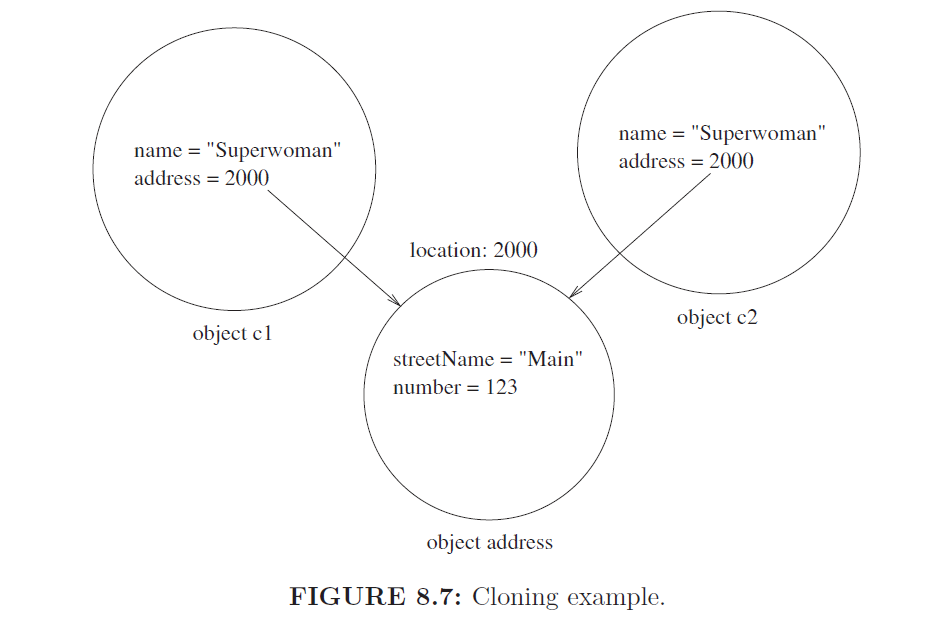 name = "Superwoman"
address = 2000
object c1
name = "Superwoman"
address = 2000
object c2
location: 2000
streetName = "Main"
number = 123
object address
FIGURE 8.7: Cloning example.